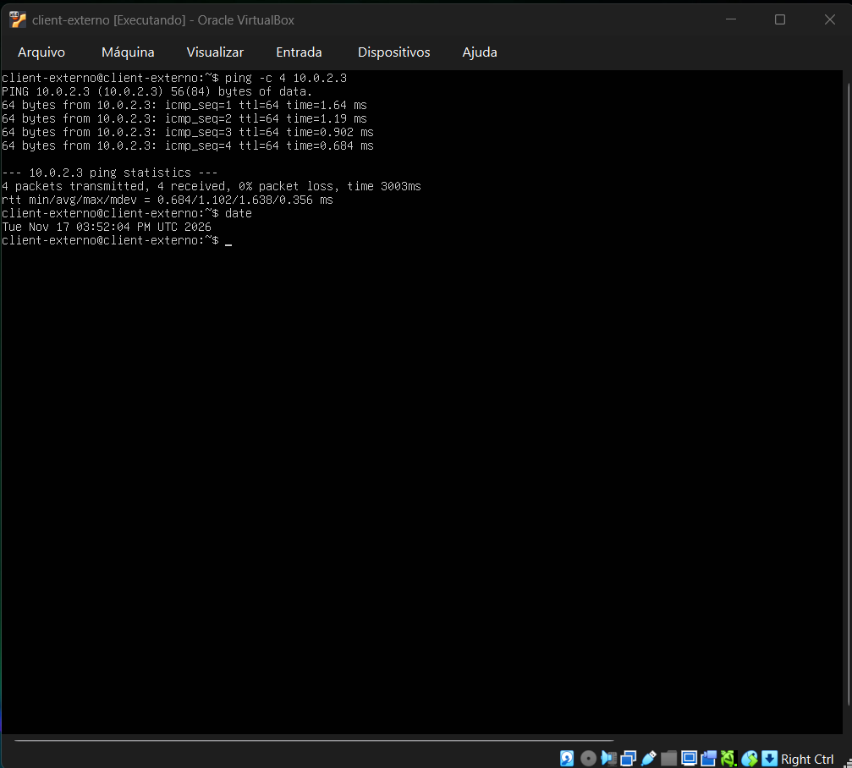 client-externo [Executando] - Oracle VirtualBox
Arquivo Máquina Visualizar Entrada Dispositivos Ajuda
client-externo@client-externo:~$ ping -c 4 10.0.2.3
PING 10.0.2.3 (10.0.2.3) 56(84) bytes of data.
64 bytes from 10.0.2.3: icmp_seq=1 ttl=64 time=1.64 ms
64 bytes from 10.0.2.3: icmp_seq=2 ttl=64 time=1.19 ms
64 bytes from 10.0.2.3: icmp_seq=3 ttl=64 time=0.902 ms
64 bytes from 10.0.2.3: icmp_seq=4 ttl=64 time=0.684 ms
--- 10.0.2.3 ping statistics ---
4 packets transmitted, 4 received, 0% packet loss, time 3003ms
rtt min/avg/max/mdev = 0.684/1.102/1.638/0.356 ms
client-externo@client-externo:~$ date
Tue Nov 17 03:52:04 PM UTC 2026
client-externo@client-externo:~$ _
Right Ctrl